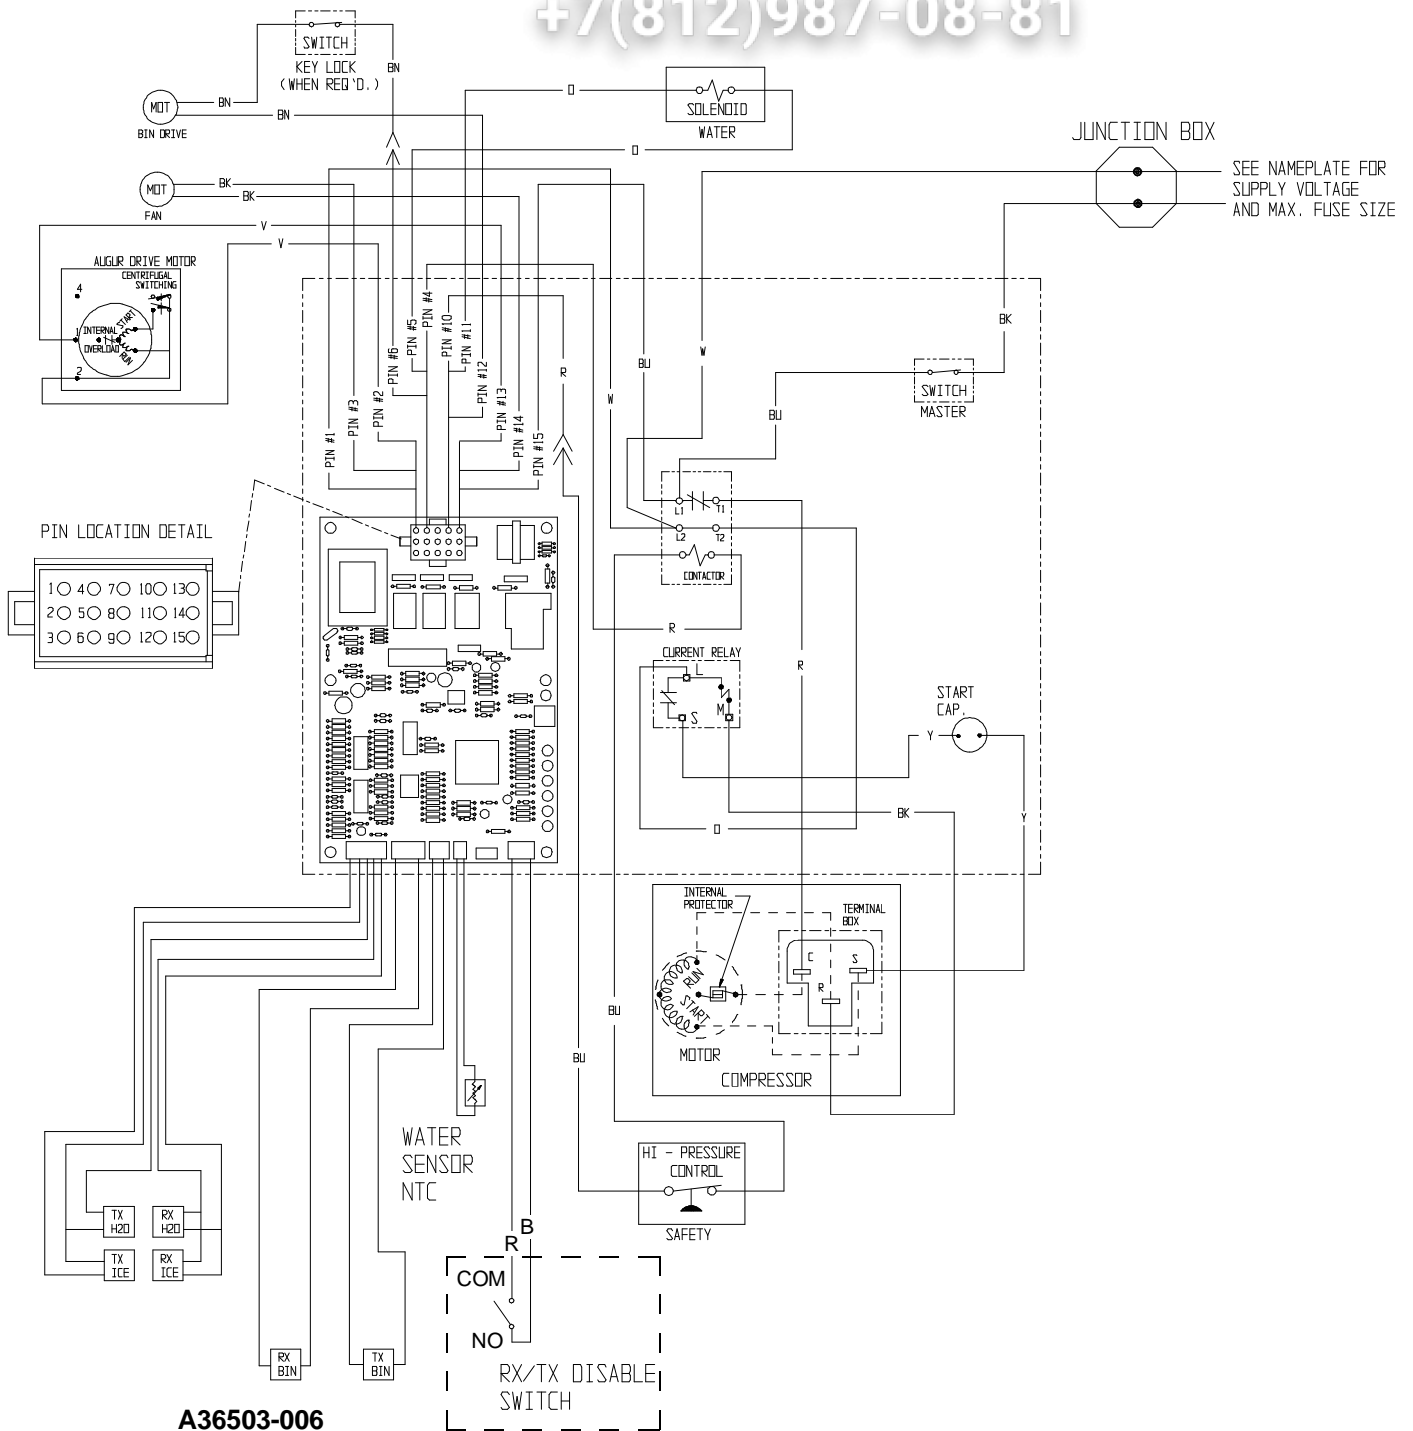 +7(812)987-08-81
SWITCH
KEY LOCK
(WHEN REQ'D.)
BN
MOT
BN
BN
BIN DRIVE
MOT
BK
BK
FAN
V
V
O
SOLENOID
WATER
O
JUNCTION BOX
SEE NAMEPLATE FOR
SUPPLY VOLTAGE
AND MAX. FUSE SIZE
AUGUR DRIVE MOTOR
CENTRIFUGAL
SWITCHING
4
1
2
INTERNAL
OVERLOAD
START
RUN
PIN #1
PIN #3
PIN #2
PIN #6
PIN #5
PIN #4
PIN #10
PIN #11
PIN #12
PIN #13
PIN #14
PIN #15
R
W
BU
W
BK
BU
SWITCH
MASTER
L1
T1
L2
T2
CONTACTOR
R
PIN LOCATION DETAIL
1 4 7 10 13
2 5 8 11 14
3 6 9 12 15
CURRENT RELAY
L
S
M
R
START
CAP.
Y
BK
O
Y
INTERNAL
PROTECTOR
TERMINAL
BOX
C
S
R
RUN
START
MOTOR
COMPRESSOR
BU
BU
HI - PRESSURE
CONTROL
SAFETY
WATER
SENSOR
NTC
TX
H2O
RX
H2O
TX
ICE
RX
ICE
B
R
COM
NO
RX/TX DISABLE
SWITCH
RX
BIN
TX
BIN
A36503-006